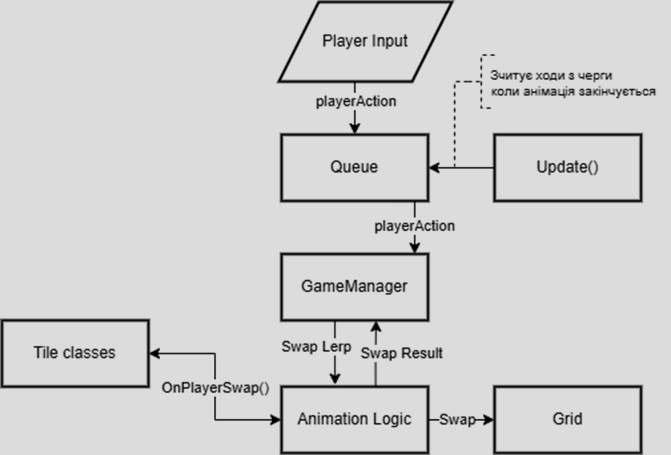 Player Input
Зчитує ходи з черги
коли анімація закінчується
playerAction
Queue
Update()
playerAction
GameManager
Swap Lerp
Swap Result
Tile classes
OnPlayerSwap()
Animation Logic
Swap
Grid